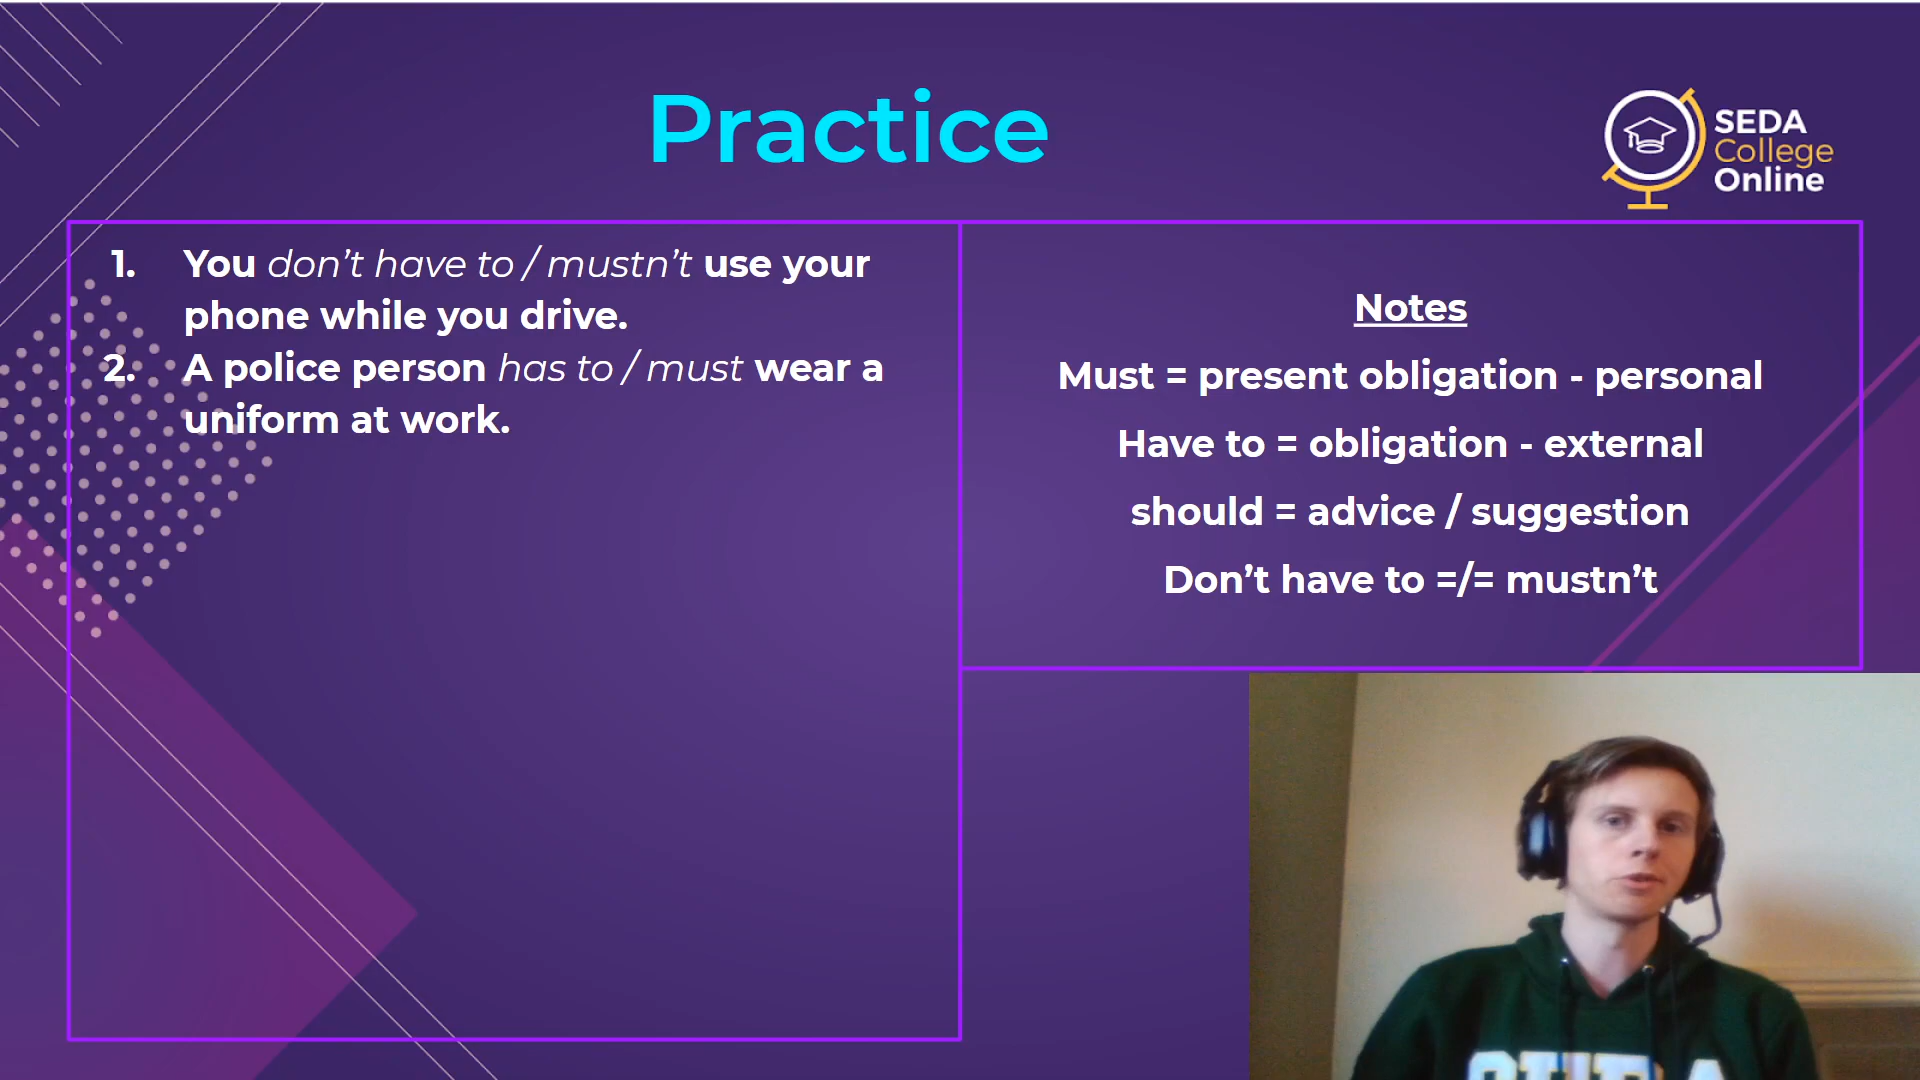 Practice
SEDA
College
Online
1. You don’t have to / mustn’t use your
phone while you drive.
2. A police person has to / must wear a
uniform at work.
Notes
Must = present obligation - personal
Have to = obligation - external
should = advice / suggestion
Don’t have to =/= mustn’t